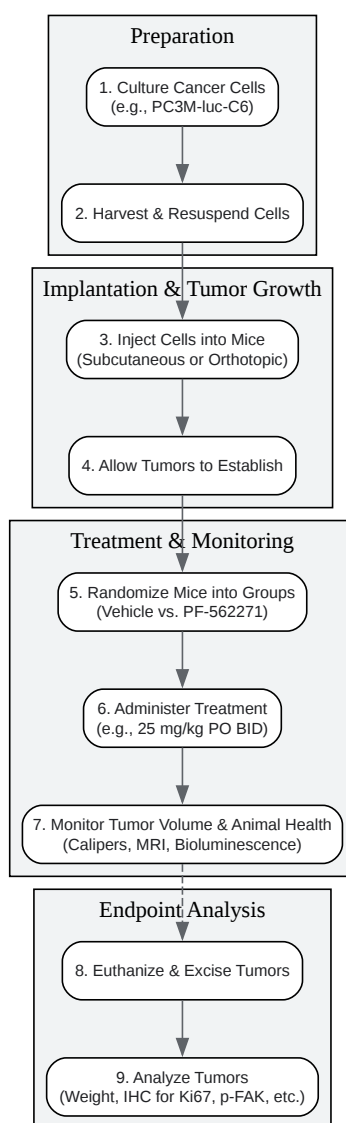 Preparation
1. Culture Cancer Cells
(e.g., PC3M-luc-C6)
2. Harvest & Resuspend Cells
Implantation & Tumor Growth
3. Inject Cells into Mice
(Subcutaneous or Orthotopic)
4. Allow Tumors to Establish
Treatment & Monitoring
5. Randomize Mice into Groups
(Vehicle vs. PF-562271)
6. Administer Treatment
(e.g., 25 mg/kg PO BID)
7. Monitor Tumor Volume & Animal Health
(Calipers, MRI, Bioluminescence)
Endpoint Analysis
8. Euthanize & Excise Tumors
9. Analyze Tumors
(Weight, IHC for Ki67, p-FAK, etc.)